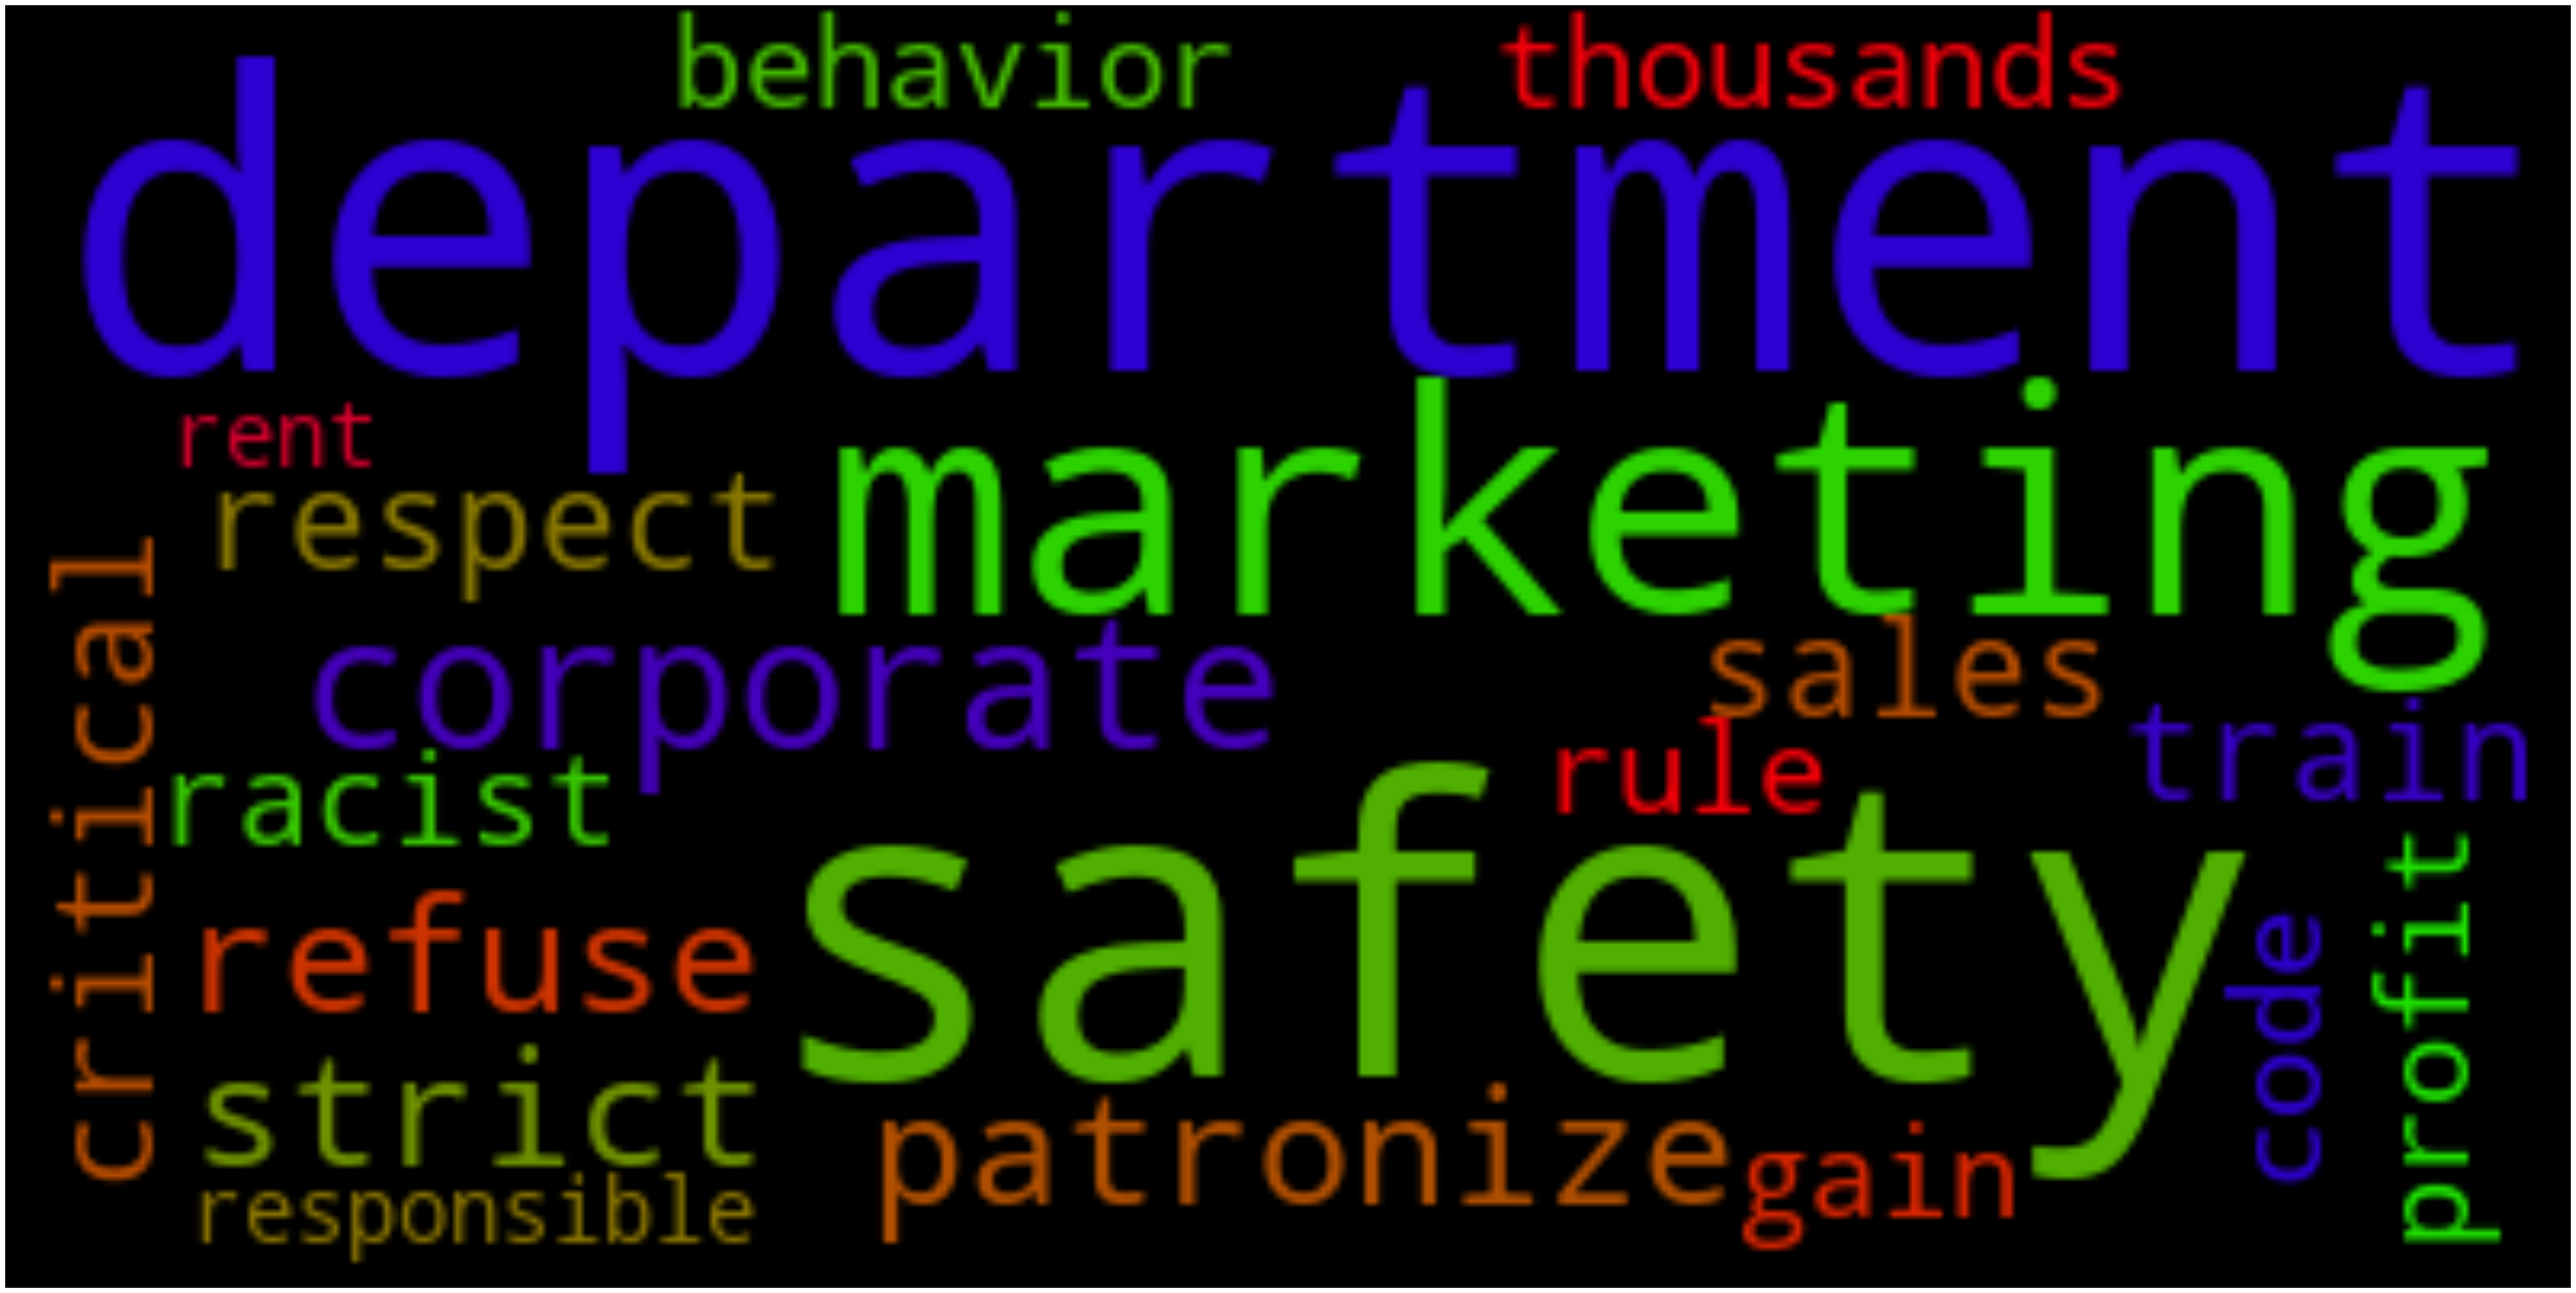 behavior
thousands
department
rent
marketing
respect
critical
corporate
sales
train
racist
rule
safety
refuse
code
profit
strict
patronize
gain
responsible